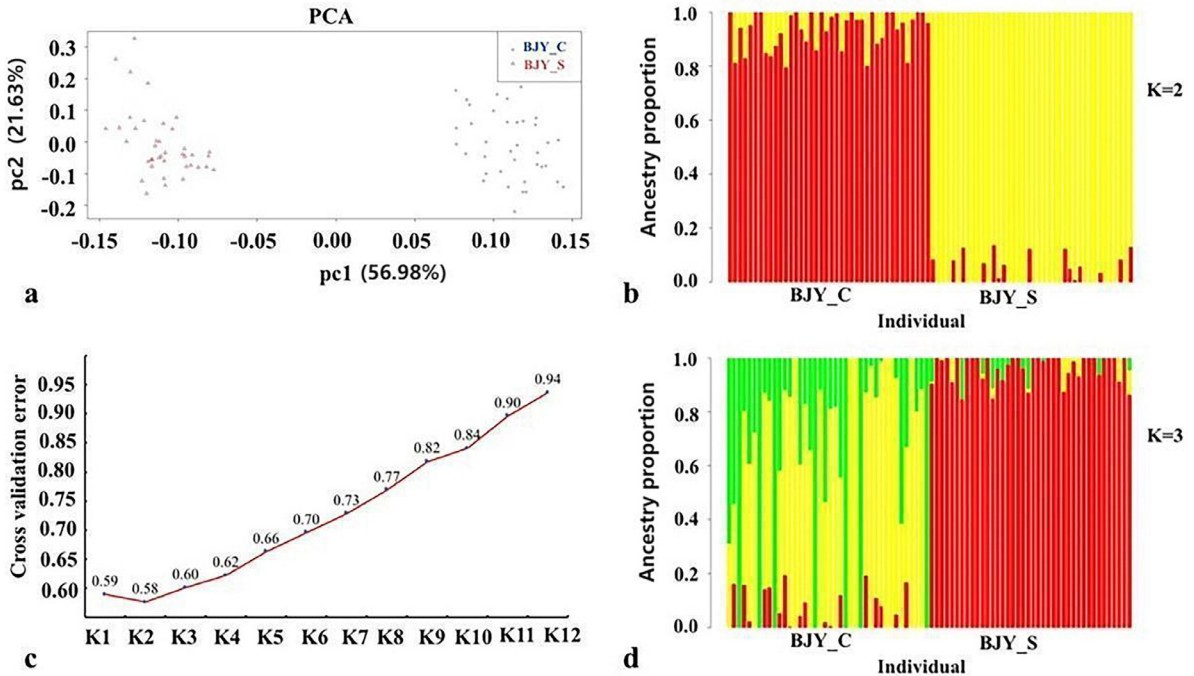 PCA
BJY_C
BJY_S
pc2 (21.63%)
0.3
0.2
0.1
0.0
-0.1
-0.2
-0.15 -0.10 -0.05 0.00 0.05 0.10 0.15
pc1 (56.98%)
a
Ancestry proportion
1.0
0.8
0.6
0.4
0.2
0.0
K=2
BJY_C BJY_S
Individual
b
Cross validation error
0.95
0.90
0.85
0.80
0.75
0.70
0.65
0.60
0.59 0.58 0.60 0.62 0.66 0.70 0.73 0.77 0.82 0.84 0.90 0.94
K1 K2 K3 K4 K5 K6 K7 K8 K9 K10 K11 K12
c
Ancestry proportion
1.0
0.8
0.6
0.4
0.2
0.0
K=3
BJY_C BJY_S
Individual
d